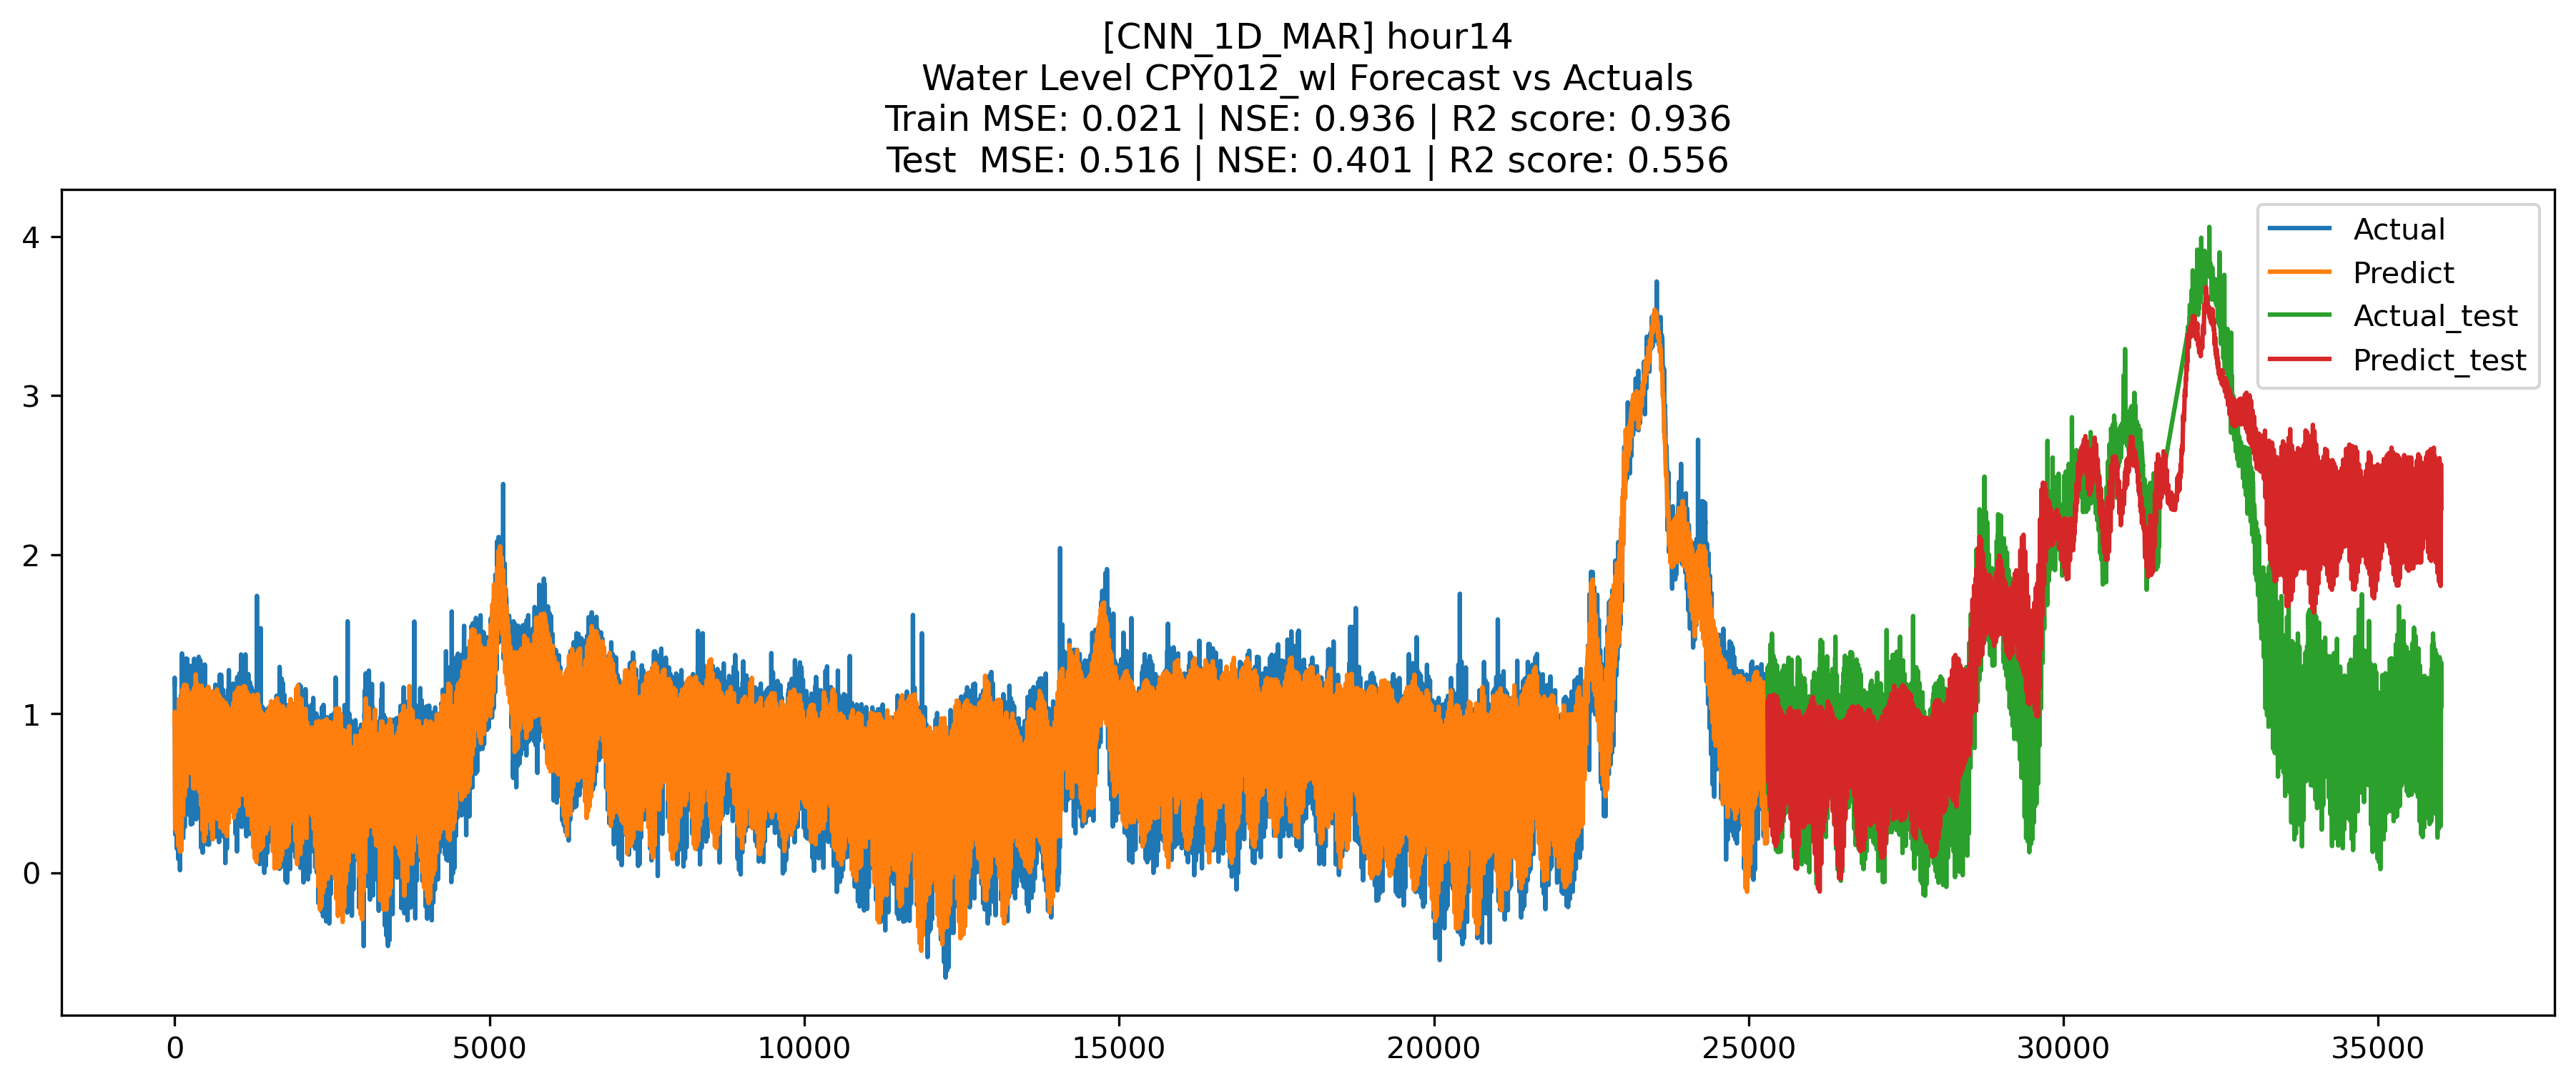 [CNN_1D_MAR] hour14
Water Level CPY012_wl Forecast vs Actuals
Train MSE: 0.021 | NSE: 0.936 | R2 score: 0.936
Test  MSE: 0.516 | NSE: 0.401 | R2 score: 0.556
4
3
2
1
0
Actual
Predict
Actual_test
Predict_test
0 5000 10000 15000 20000 25000 30000 35000